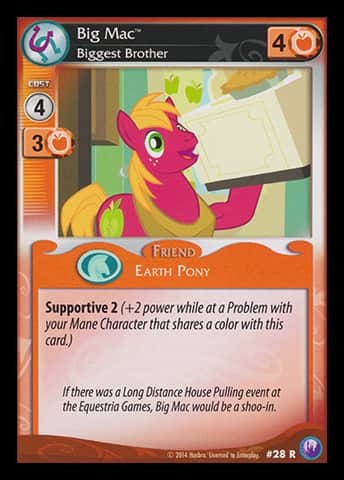 Big Mac™
Biggest Brother
4
COST
4
3
FRIEND
EARTH PONY
Supportive 2 (+2 power while at a Problem with
your Mane Character that shares a color with this
card.)
If there was a Long Distance House Pulling event at
the Equestria Games, Big Mac would be a shoo-in.
© 2014 Hasbro. Licensed to Enterplay.
#28 R